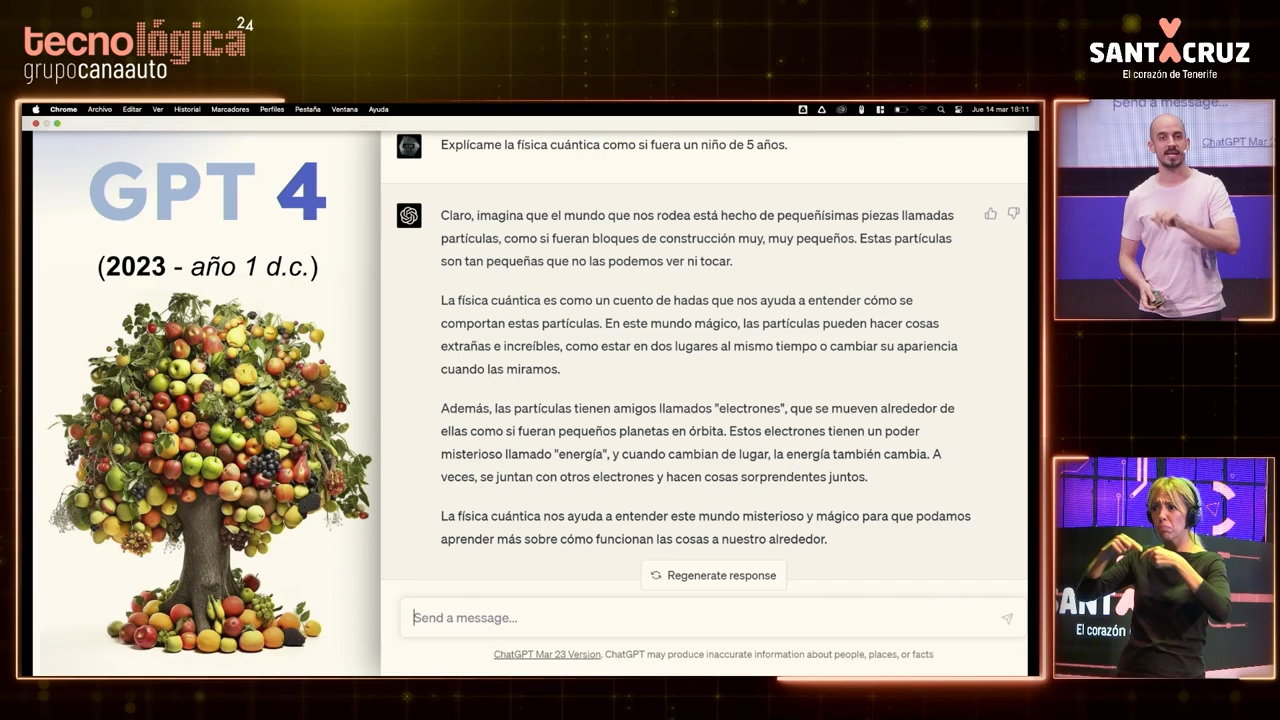 tecnológica24
grupocanaauto
SANTACRUZ
El corazón de Tenerife
Chrome Archivo Editar Ver Historial Marcadores Perfiles Pestaña Ventana Ayuda
Jue 14 mar 18:11
GPT 4
(2023 - año 1 d.c.)
Explícame la física cuántica como si fuera un niño de 5 años.
Claro, imagina que el mundo que nos rodea está hecho de pequeñísimas piezas llamadas
partículas, como si fueran bloques de construcción muy, muy pequeños. Estas partículas
son tan pequeñas que no las podemos ver ni tocar.
La física cuántica es como un cuento de hadas que nos ayuda a entender cómo se
comportan estas partículas. En este mundo mágico, las partículas pueden hacer cosas
extrañas e increíbles, como estar en dos lugares al mismo tiempo o cambiar su apariencia
cuando las miramos.
Además, las partículas tienen amigos llamados "electrones", que se mueven alrededor de
ellas como si fueran pequeños planetas en órbita. Estos electrones tienen un poder
misterioso llamado "energía", y cuando cambian de lugar, la energía también cambia. A
veces, se juntan con otros electrones y hacen cosas sorprendentes juntos.
La física cuántica nos ayuda a entender este mundo misterioso y mágico para que podamos
aprender más sobre cómo funcionan las cosas a nuestro alrededor.
Regenerate response
Send a message...
ChatGPT Mar 23 Version. ChatGPT may produce inaccurate information about people, places, or facts
Send a message...
ChatGPT Mar 2
SANTA
El corazón